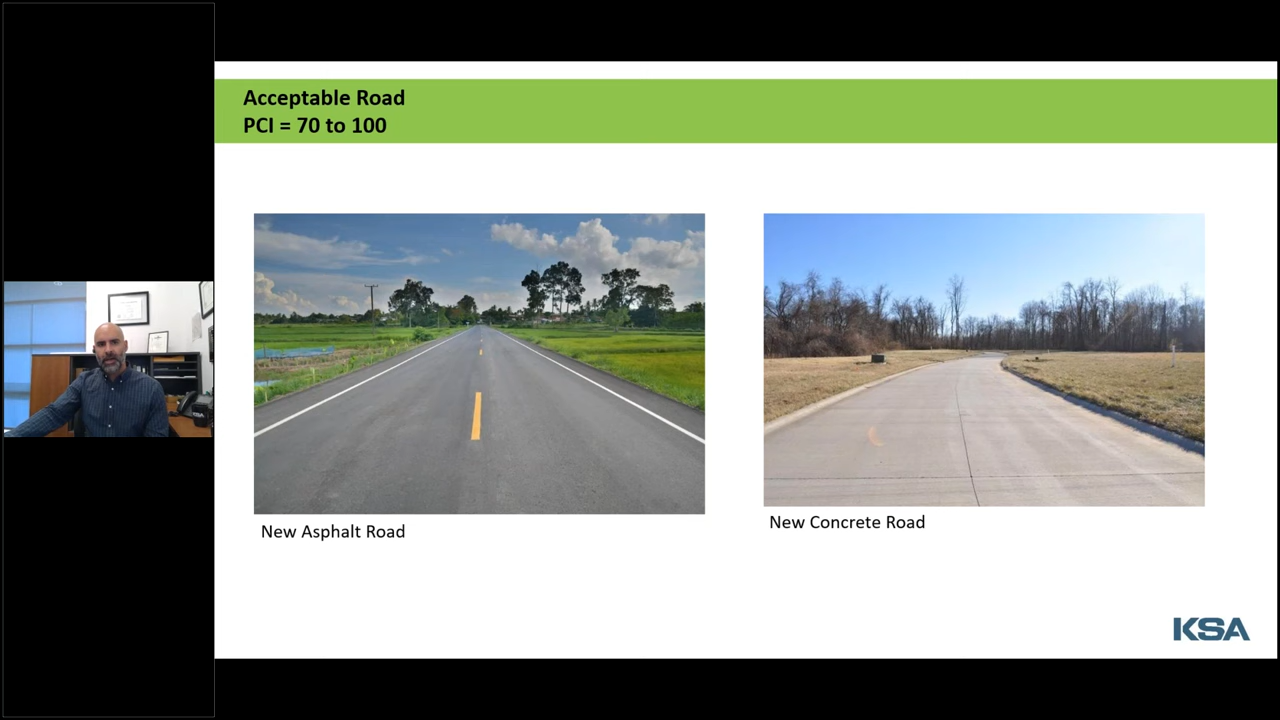 Acceptable Road
PCI = 70 to 100
New Asphalt Road
New Concrete Road
KSA